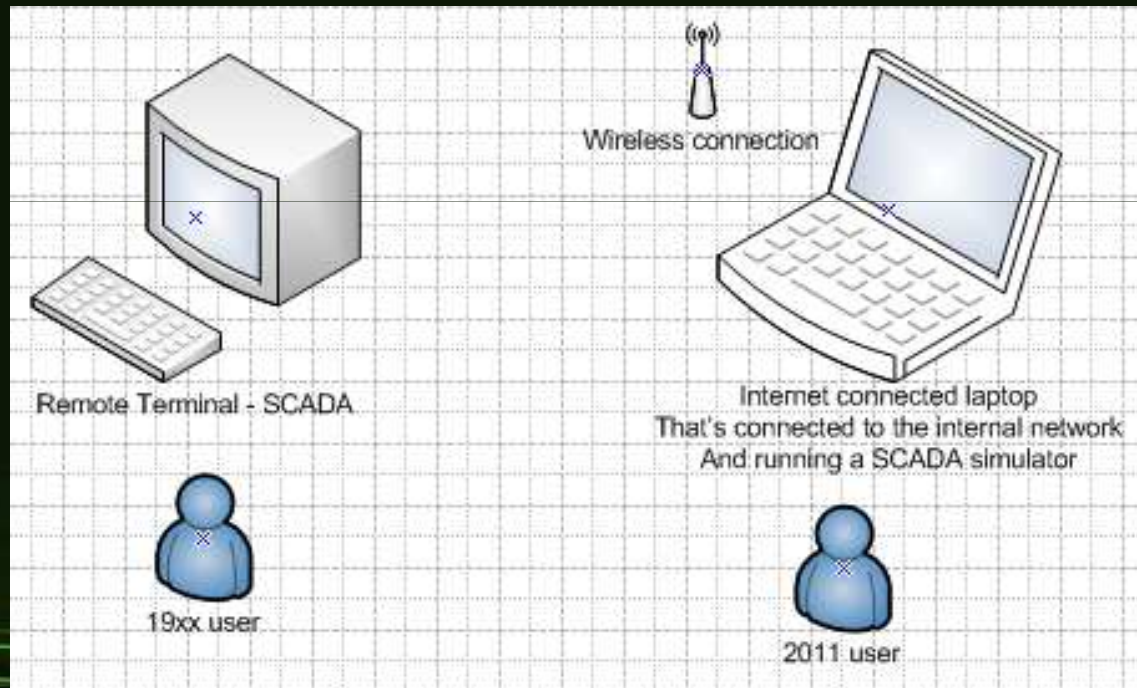 Wireless connection
Remote Terminal - SCADA
Internet connected laptop
That's connected to the internal network
And running a SCADA simulator
19xx user
2011 user